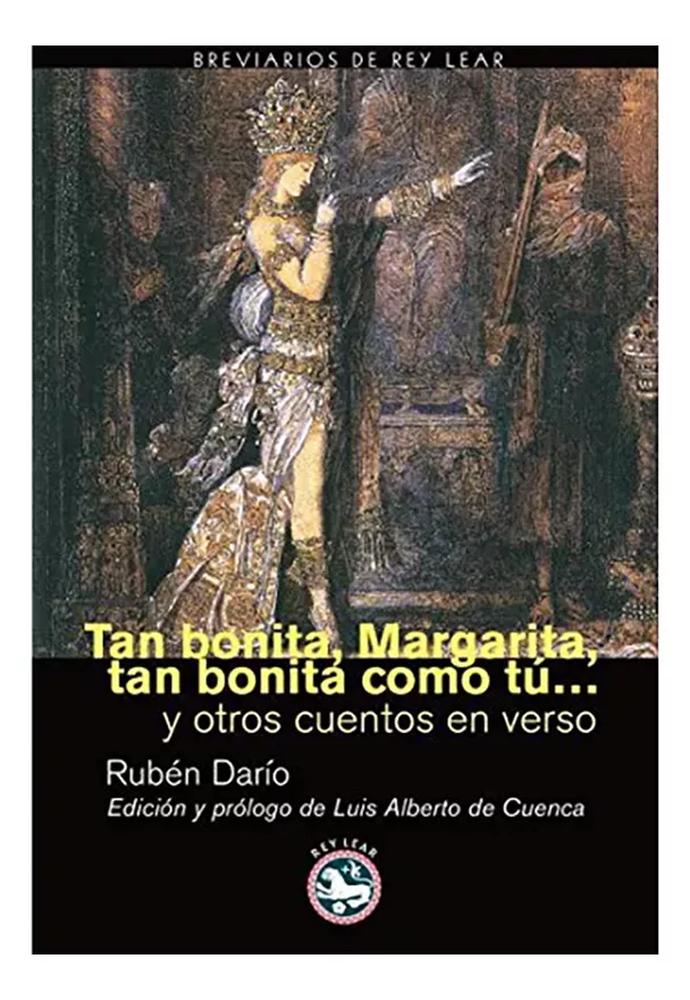 BREVIARIOS DE REY LEAR
Tan bonita, Margarita,
tan bonita como tú...
y otros cuentos en verso
Rubén Darío
Edición y prólogo de Luis Alberto de Cuenca
REY LEAR